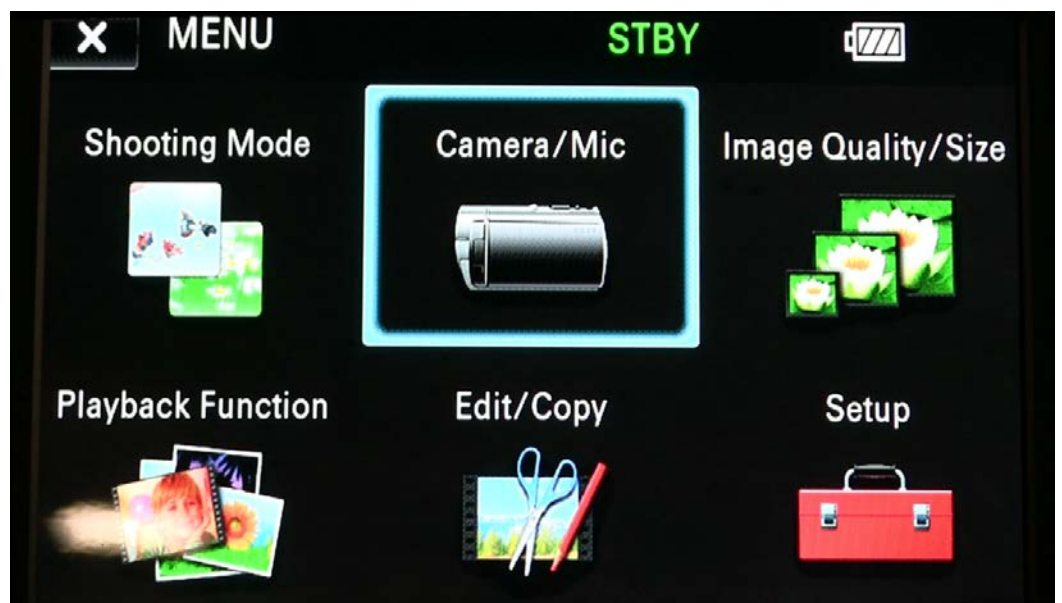 MENU STBY
Shooting Mode Camera/Mic Image Quality/Size
Playback Function Edit/Copy Setup